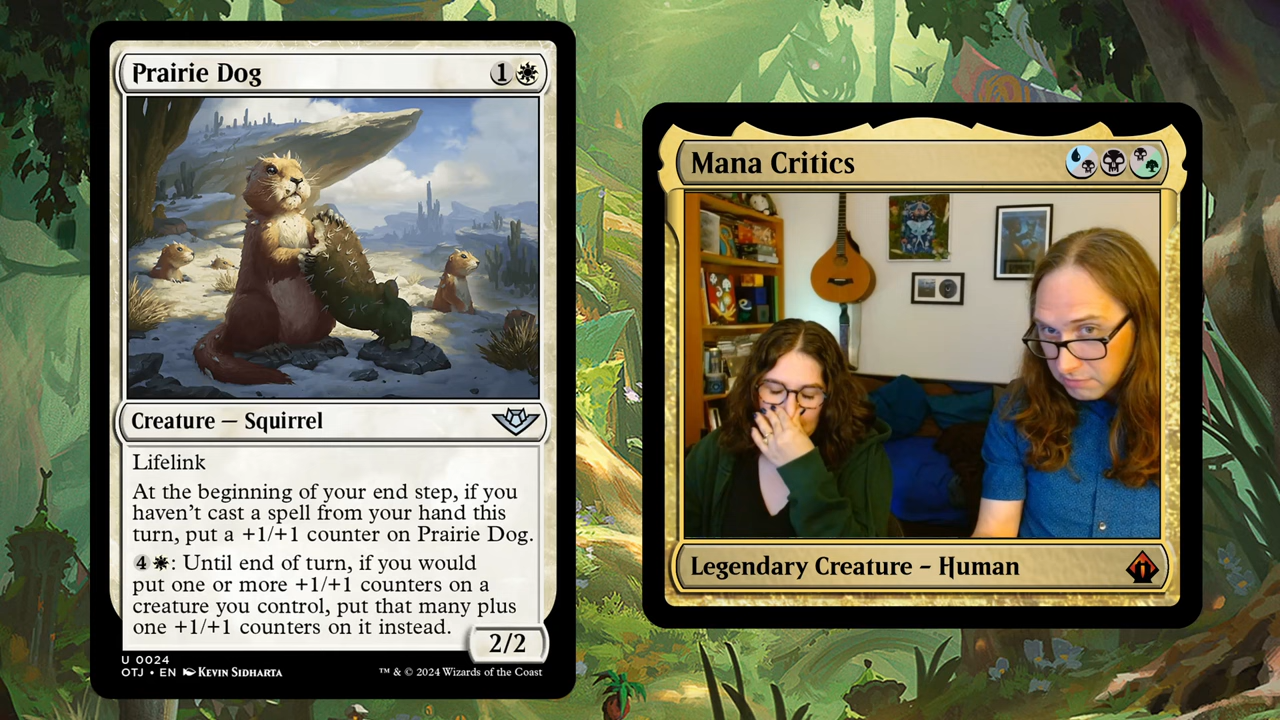 Prairie Dog
1
Creature — Squirrel
Lifelink
At the beginning of your end step, if you
haven't cast a spell from your hand this
turn, put a +1/+1 counter on Prairie Dog.
4: Until end of turn, if you would
put one or more +1/+1 counters on a
creature you control, put that many plus
one +1/+1 counters on it instead.
2/2
U 0024
OTJ • EN Kevin Sidharta
™ & © 2024 Wizards of the Coast
Mana Critics
Legendary Creature – Human